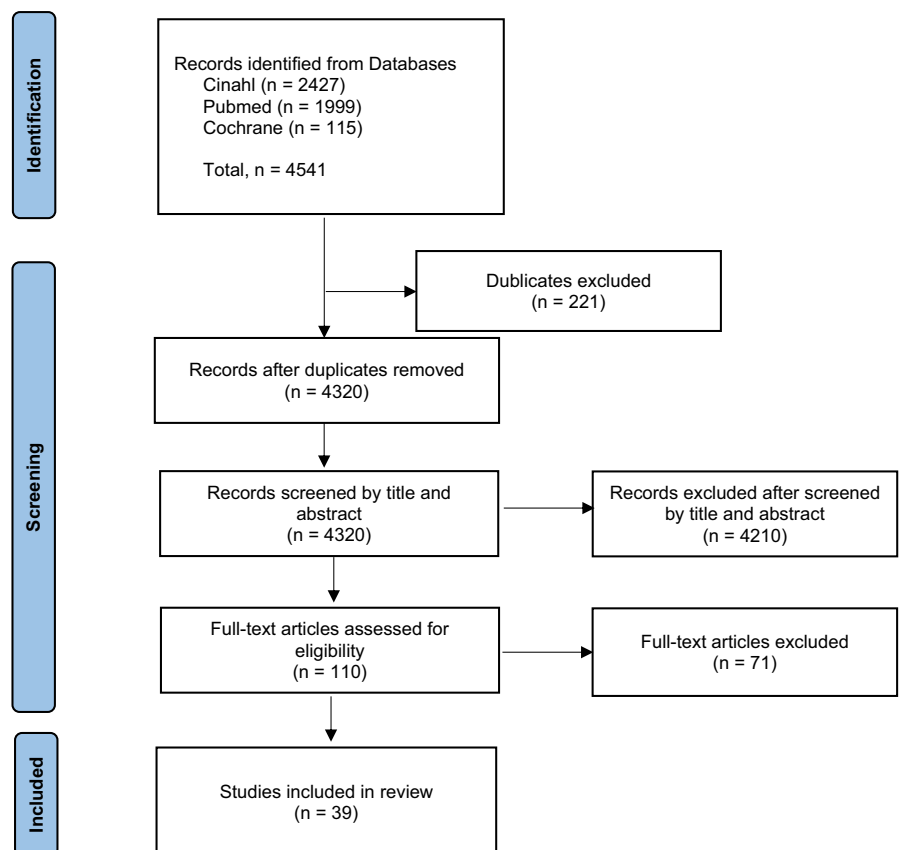 Identification
Records identified from Databases
Cinahl (n = 2427)
Pubmed (n = 1999)
Cochrane (n = 115)
Total, n = 4541
Screening
Dublicates excluded
(n = 221)
Records after duplicates removed
(n = 4320)
Records screened by title and
abstract
(n = 4320)
Records excluded after screened
by title and abstract
(n = 4210)
Full-text articles assessed for
eligibility
(n = 110)
Full-text articles excluded
(n = 71)
Included
Studies included in review
(n = 39)